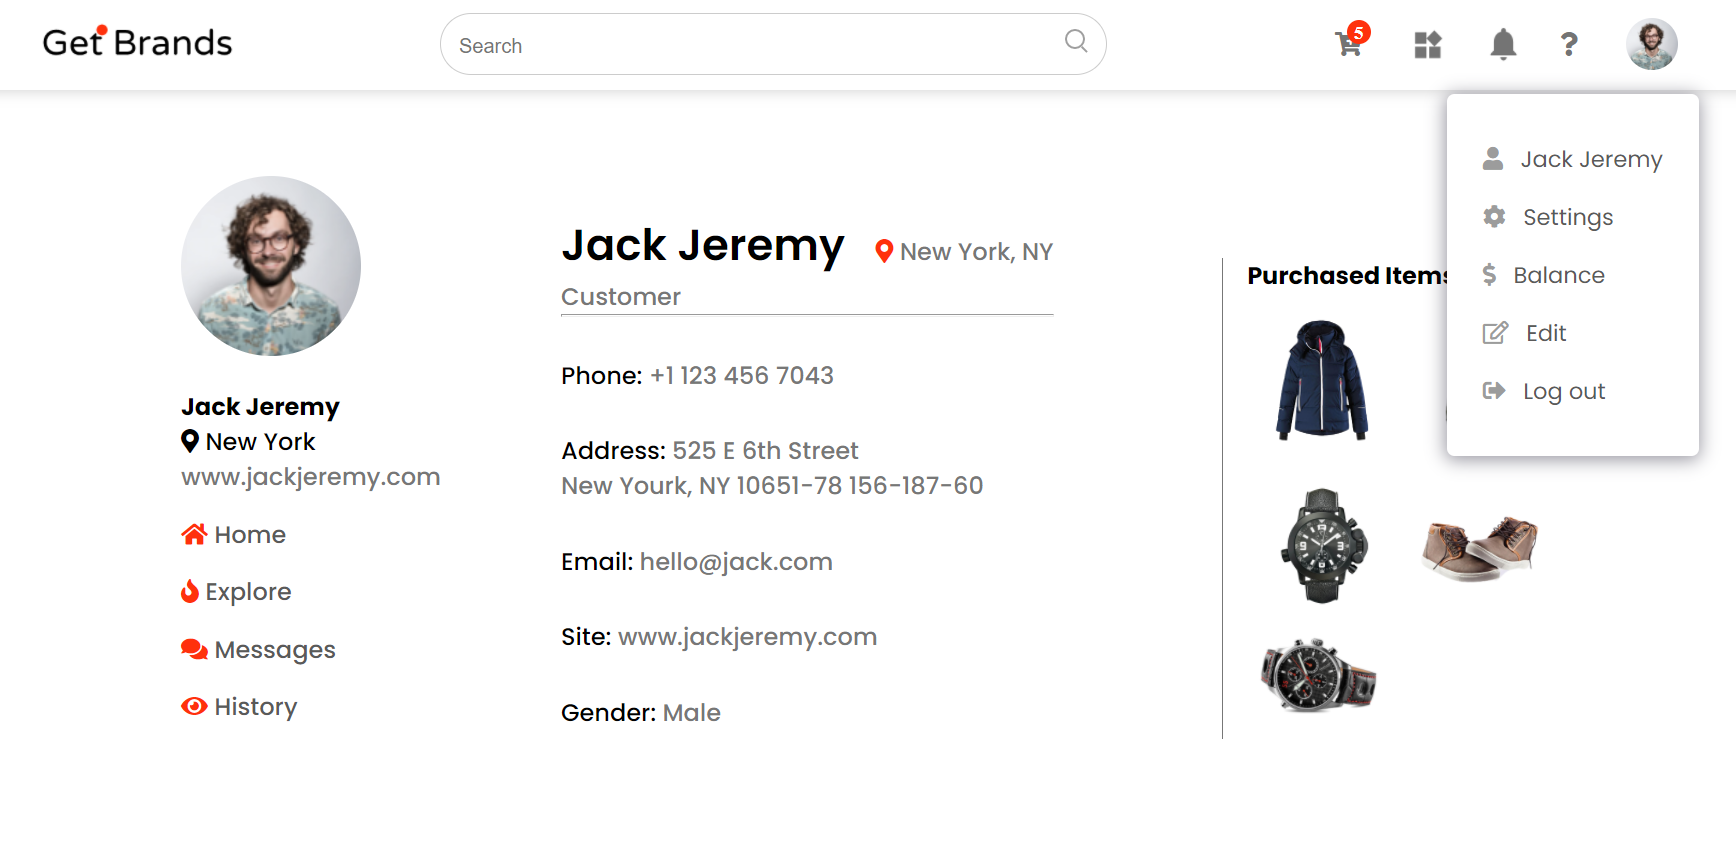 Get Brands
Search
5
?
Jack Jeremy
Settings
Balance
Edit
Log out
Jack Jeremy
New York
www.jackjeremy.com
Home
Explore
Messages
History
Jack Jeremy New York, NY
Customer
Phone: +1 123 456 7043
Address: 525 E 6th Street
New Yourk, NY 10651-78 156-187-60
Email: hello@jack.com
Site: www.jackjeremy.com
Gender: Male
Purchased Items